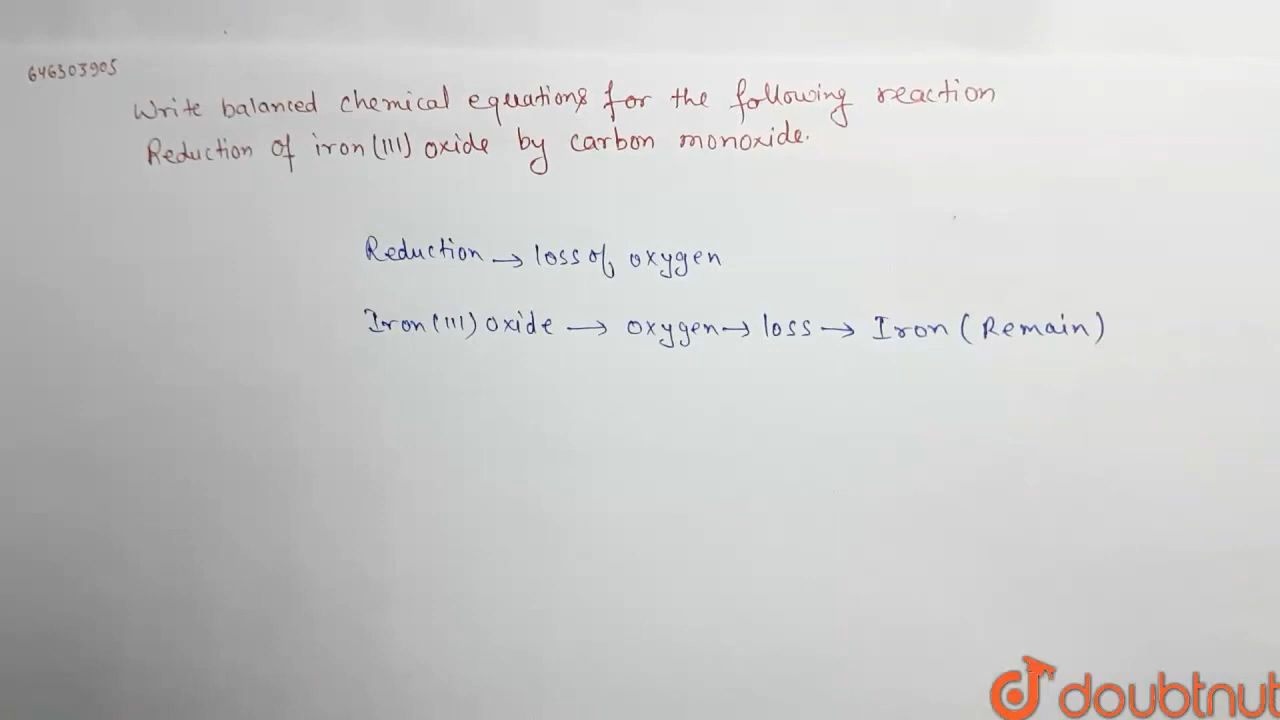 646303905
Write balanced chemical equations for the following reaction
Reduction of iron(III) oxide by carbon monoxide.
Reduction → loss of oxygen
Iron(III) oxide → oxygen → loss → Iron (Remain)
doubtnut